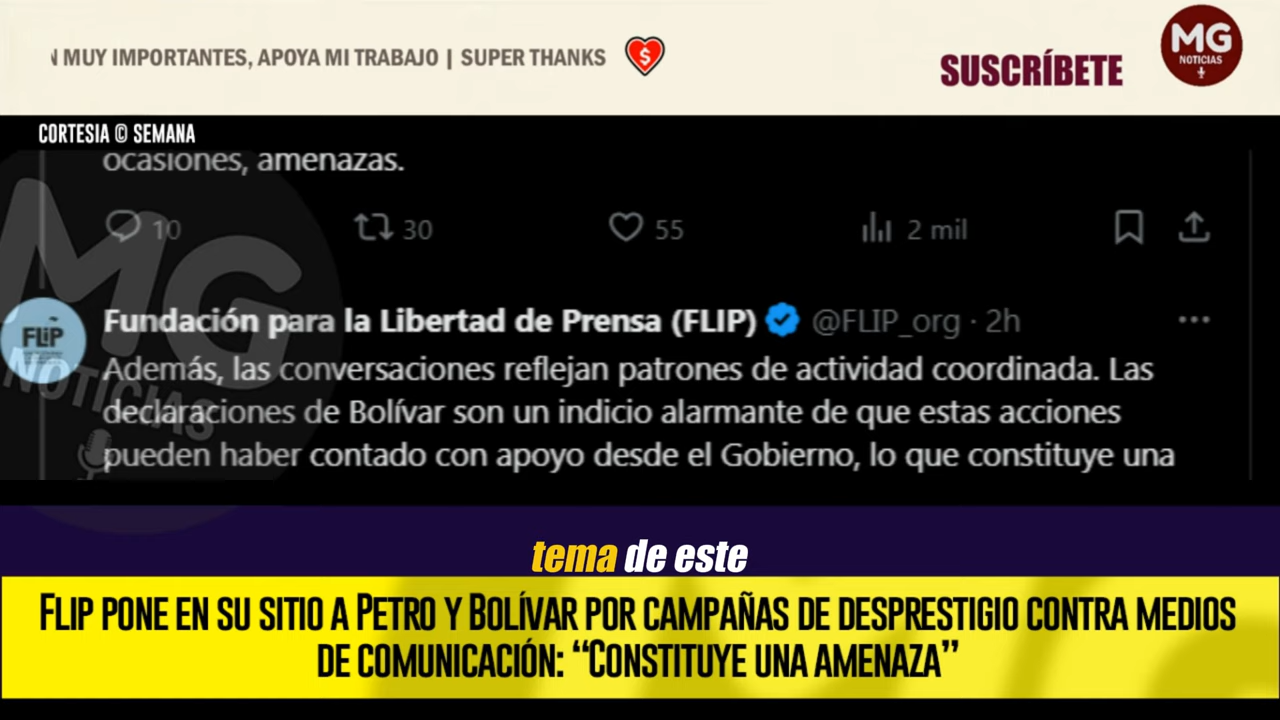 N MUY IMPORTANTES, APOYA MI TRABAJO | SUPER THANKS
SUSCRÍBETE
MG
NOTICIAS
CORTESIA © SEMANA
ocasiones, amenazas.
10 30 55 2 mil
FLiP
Fundación para la Libertad de Prensa (FLIP) @FLIP_org · 2h
Además, las conversaciones reflejan patrones de actividad coordinada. Las
declaraciones de Bolívar son un indicio alarmante de que estas acciones
pueden haber contado con apoyo desde el Gobierno, lo que constituye una
MG
NOTICIAS
tema de este
FLIP PONE EN SU SITIO A PETRO Y BOLÍVAR POR CAMPAÑAS DE DESPRESTIGIO CONTRA MEDIOS
DE COMUNICACIÓN: “CONSTITUYE UNA AMENAZA”